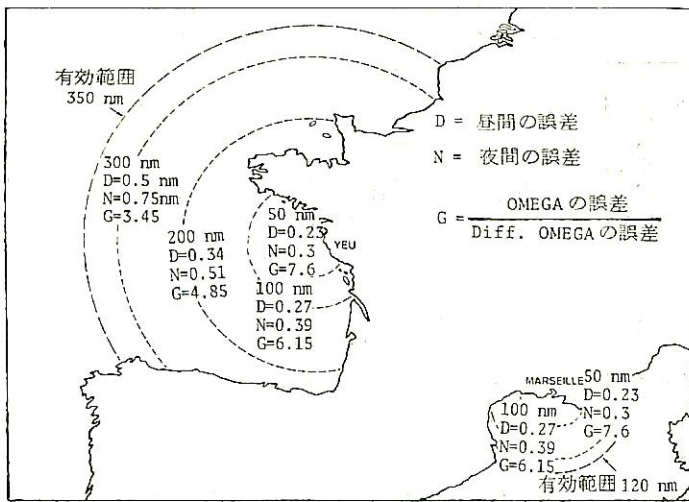 有効範囲
350 nm
D = 昼間の誤差
N = 夜間の誤差
G = OMEGAの誤差
Diff. OMEGAの誤差
300 nm
D=0.5 nm
N=0.75nm
G=3.45
200 nm
D=0.34
N=0.51
G=4.85
50 nm
D=0.23
N=0.3
G=7.6
YEU
100 nm
D=0.27
N=0.39
G=6.15
MARSEILLE
50 nm
D=0.23
N=0.3
G=7.6
100 nm
D=0.27
N=0.39
G=6.15
有効範囲 120 nm